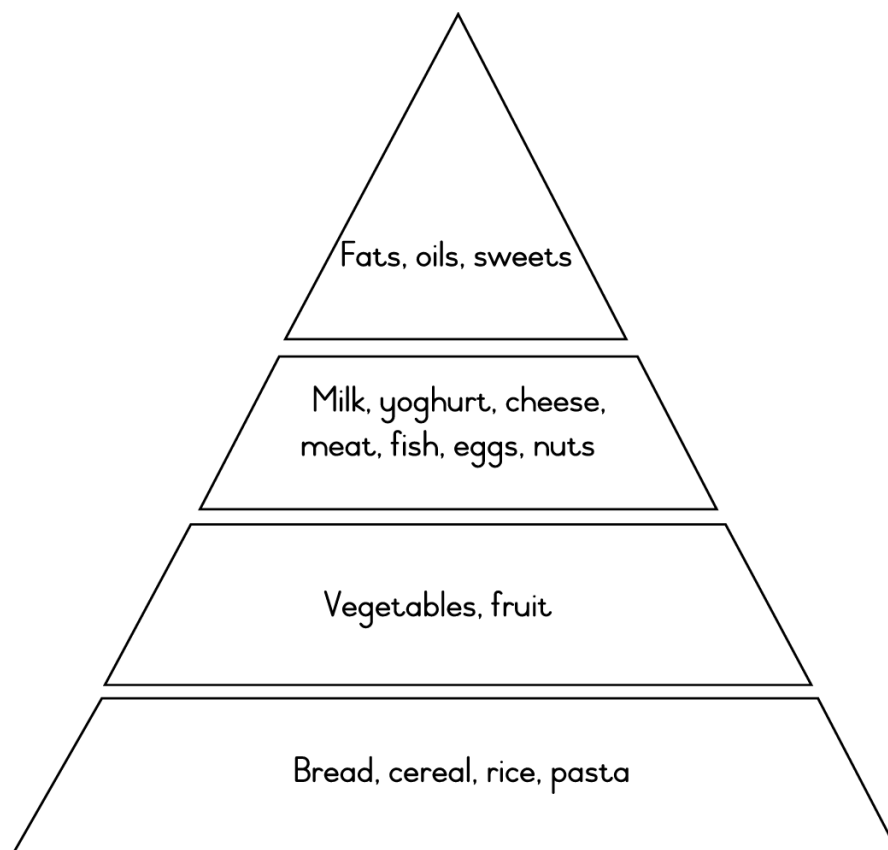 Fats, oils, sweets
Milk, yoghurt, cheese,
meat, fish, eggs, nuts
Vegetables, fruit
Bread, cereal, rice, pasta